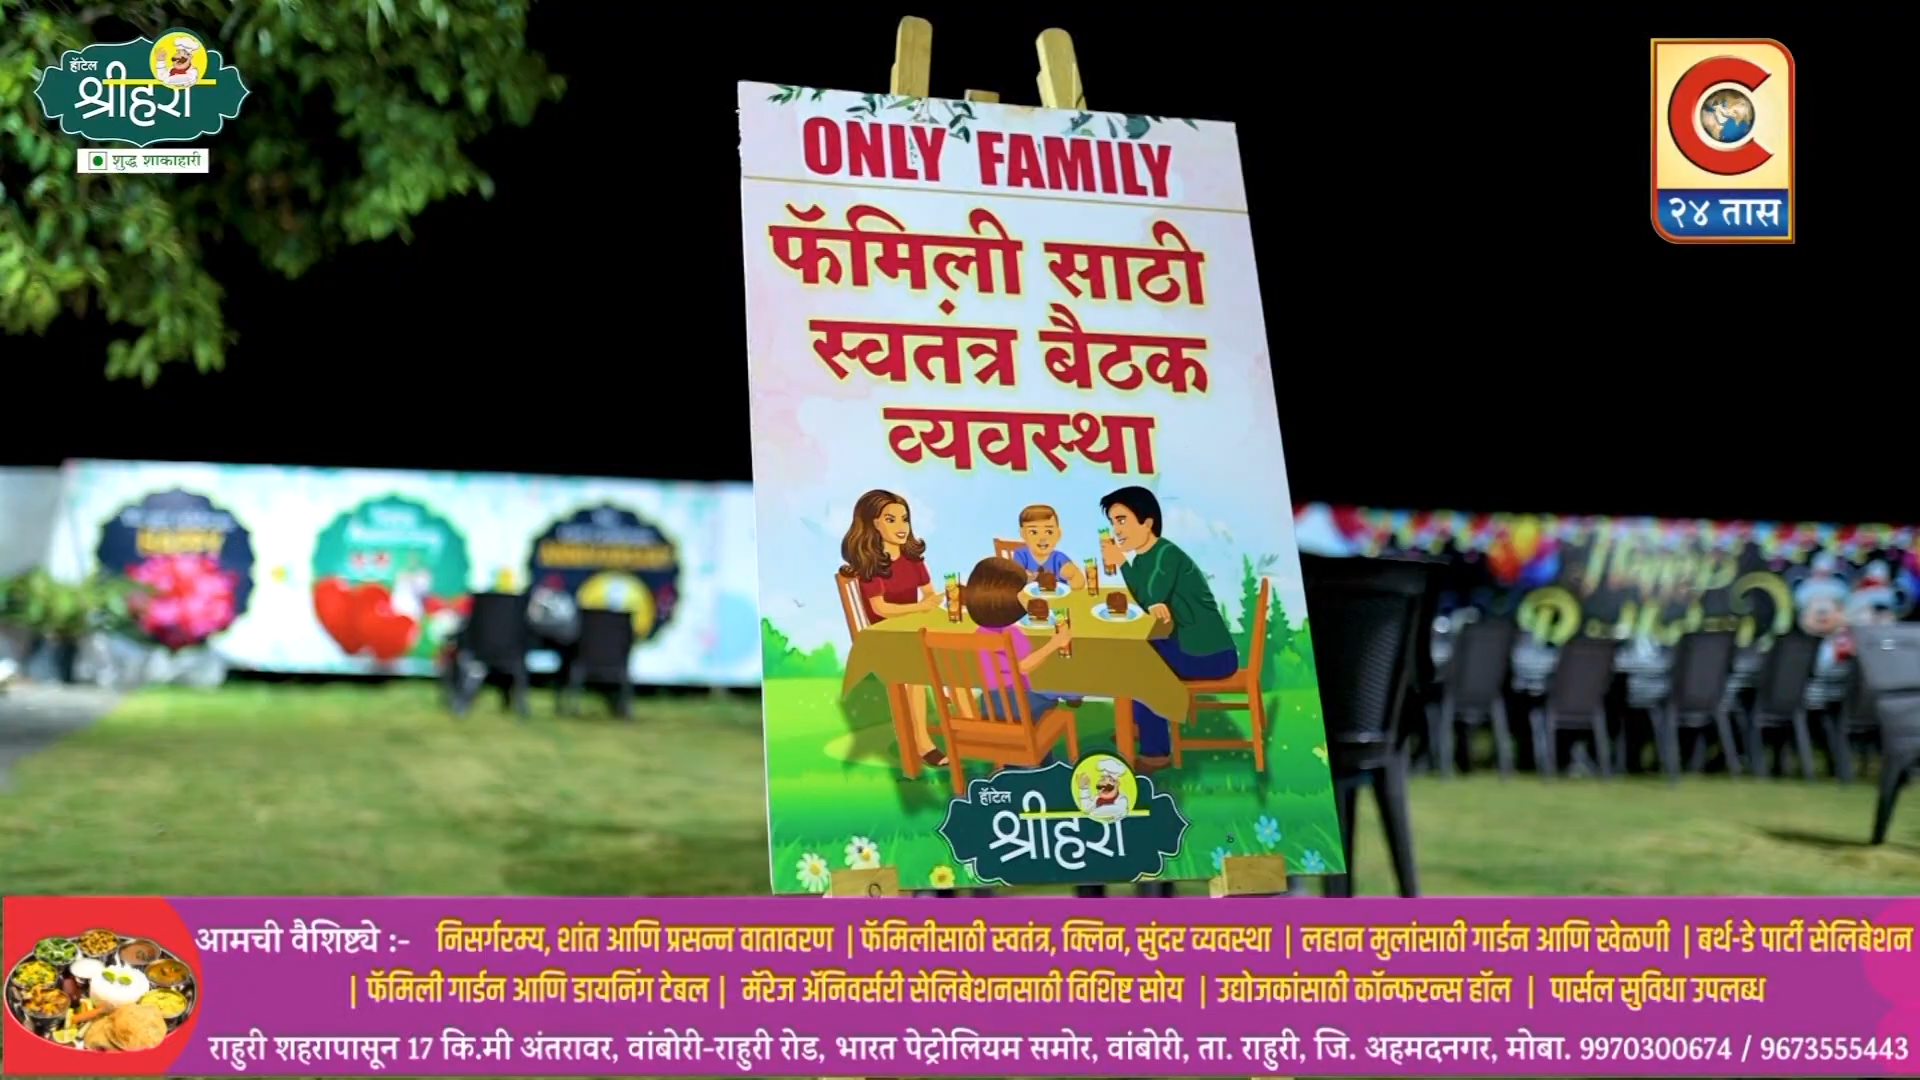 हॉटेल
श्रीहरी
शुद्ध शाकाहारी
C
२४ तास
ONLY FAMILY
फॅमिली साठी
स्वतंत्र बैठक
व्यवस्था
हॉटेल
श्रीहरी
HAPPY
Happy
आमची वैशिष्ट्ये :- निसर्गरम्य, शांत आणि प्रसन्न वातावरण | फॅमिलीसाठी स्वतंत्र, क्लिन, सुंदर व्यवस्था | लहान मुलांसाठी गार्डन आणि खेळणी | बर्थ-डे पार्टी सेलिबेशन
| फॅमिली गार्डन आणि डायनिंग टेबल | मॅरेज ॲनिवर्सरी सेलिबेशनसाठी विशिष्ट सोय | उद्योजकांसाठी कॉन्फरन्स हॉल | पार्सल सुविधा उपलब्ध
राहुरी शहरापासून 17 कि.मी अंतरावर, वांबोरी-राहुरी रोड, भारत पेट्रोलियम समोर, वांबोरी, ता. राहुरी, जि. अहमदनगर, मोबा. 9970300674 / 9673555443